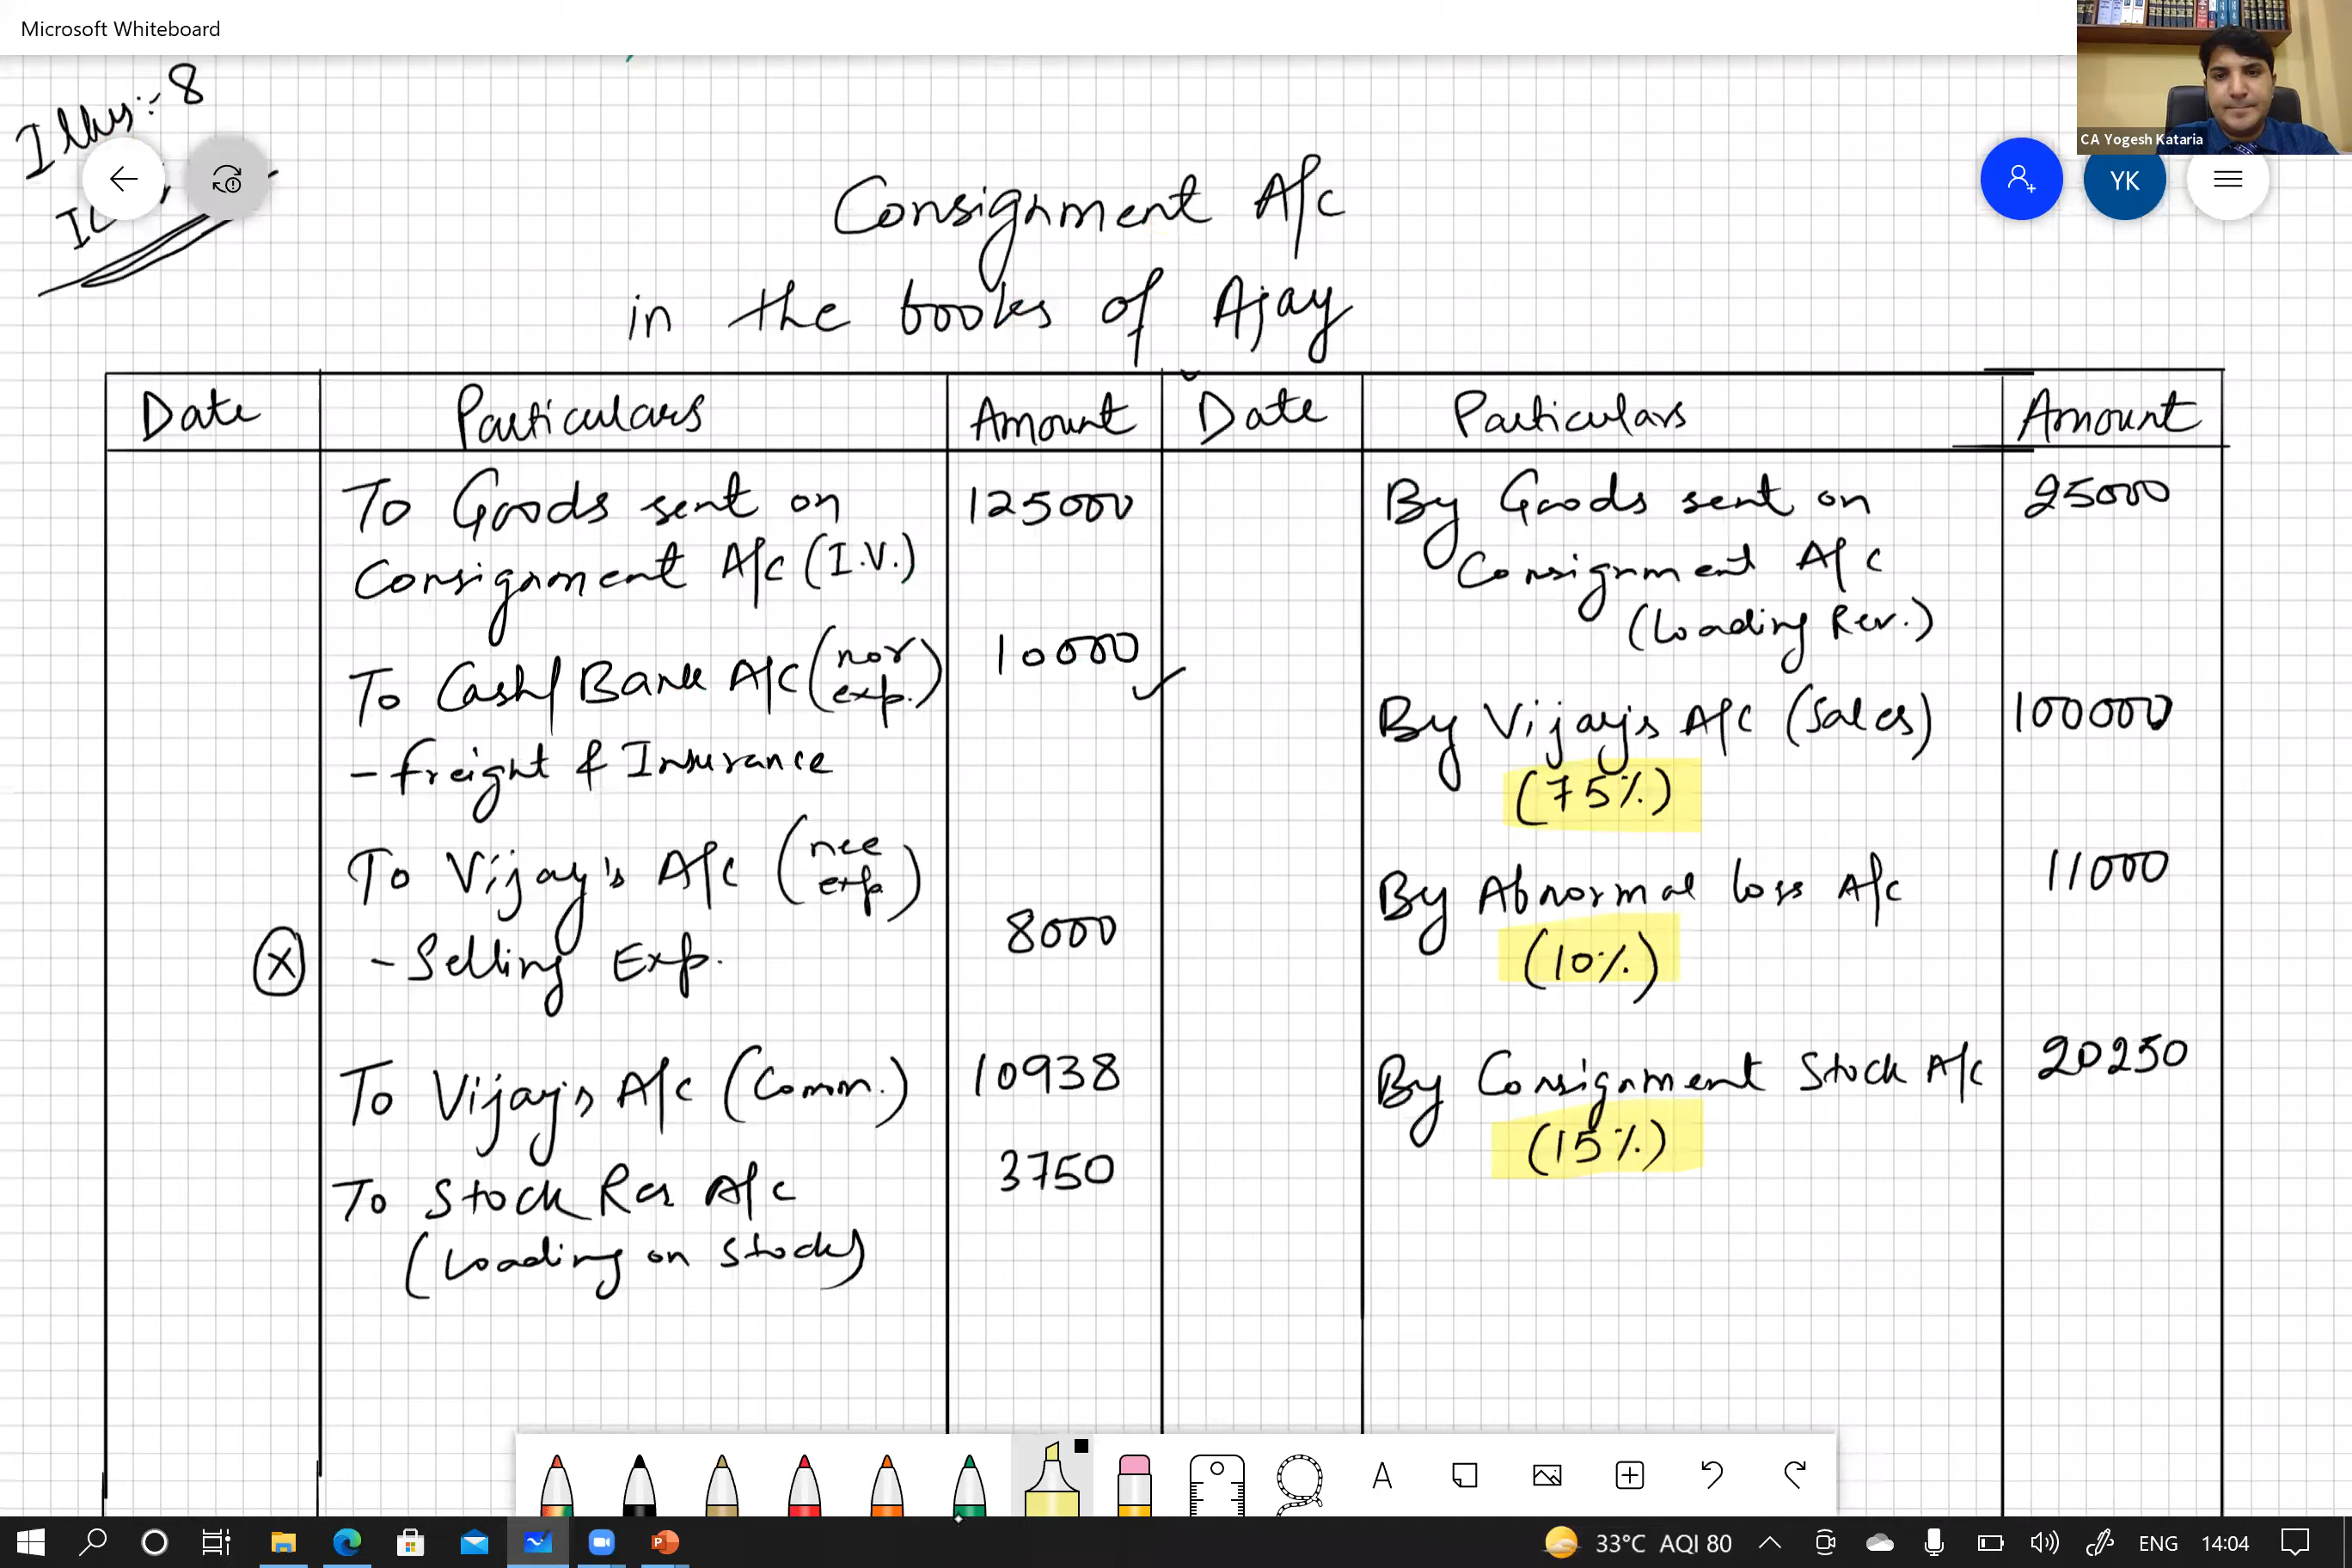 Microsoft Whiteboard
CA Yogesh Kataria
YK
Illus:- 8
Consignment A/c
in the books of Ajay
Date Particulars Amount Date Particulars Amount
To Goods sent on 125000
Consignment A/c (I.V.)
To Cash/Bank A/c (nor exp.) 10000
- Freight & Insurance
To Vijay's A/c
- Selling Exp. 8000
To Vijay's A/c (Comm.) 10938
To Stock Res A/c 3750
(Loading on Stock)
By Goods sent on 25000
Consignment A/c
(Loading Rev.)
By Vijay's A/c (Sales) 100000
(75%)
By Abnormal loss A/c 11000
(10%)
By Consignment Stock A/c 20250
(15%)
33°C AQI 80 ENG 14:04